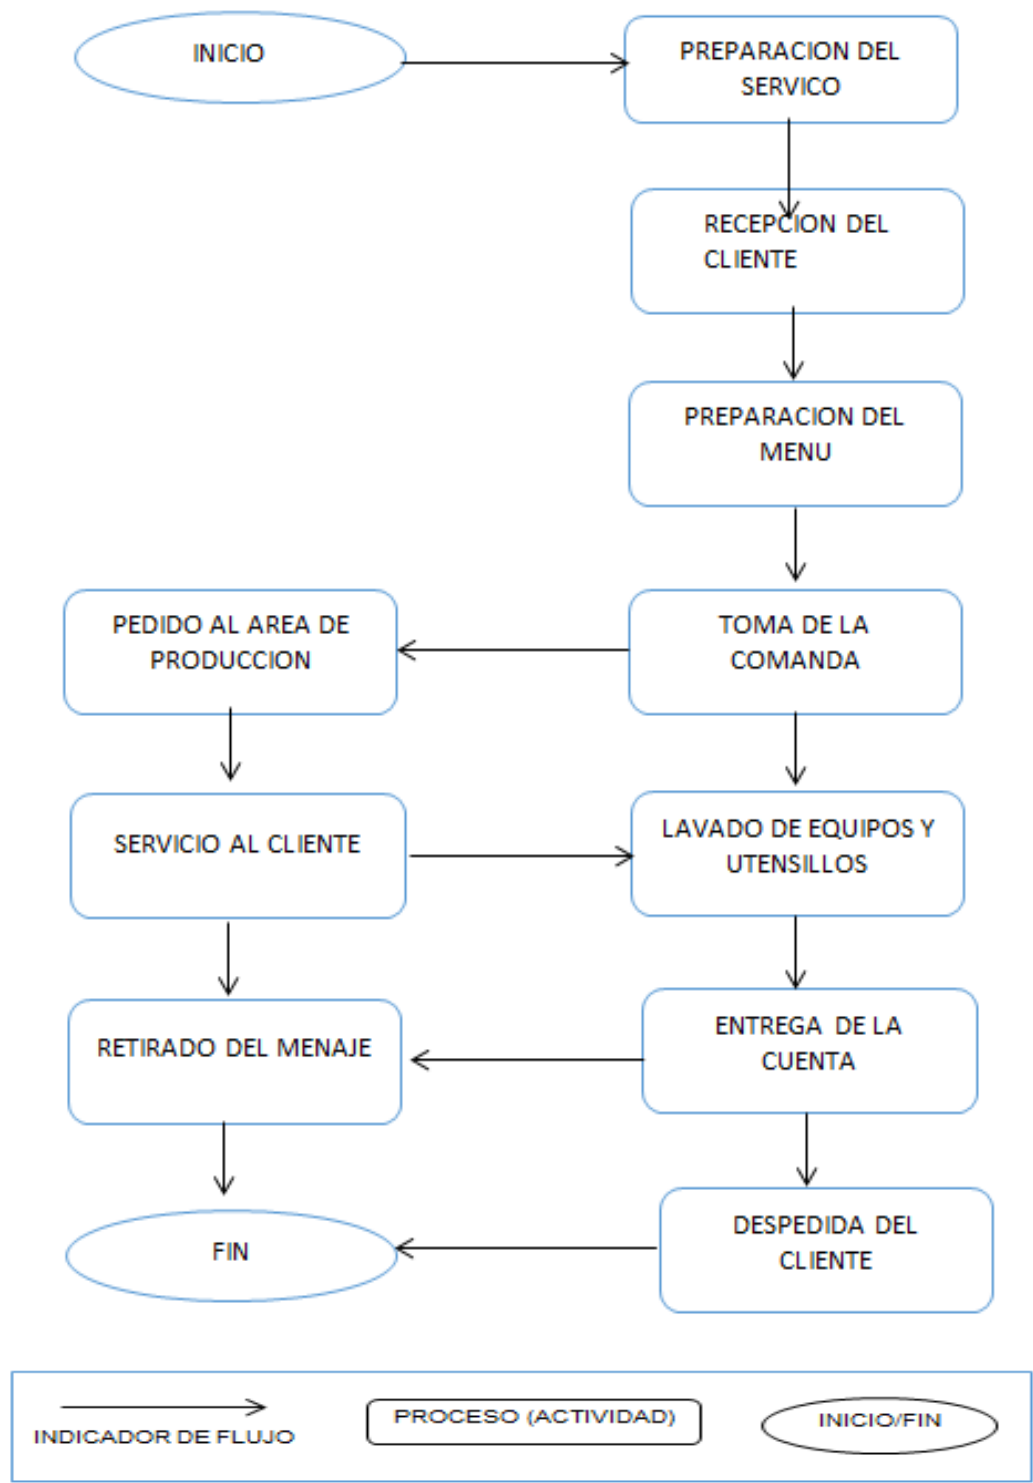 INICIO
PREPARACION DEL
SERVICO
RECEPCION DEL
CLIENTE
PREPARACION DEL
MENU
PEDIDO AL AREA DE
PRODUCCION
TOMA DE LA
COMANDA
SERVICIO AL CLIENTE
LAVADO DE EQUIPOS Y
UTENSILLOS
RETIRADO DEL MENAJE
ENTREGA DE LA
CUENTA
FIN
DESPEDIDA DEL
CLIENTE
INDICADOR DE FLUJO
PROCESO (ACTIVIDAD)
INICIO/FIN